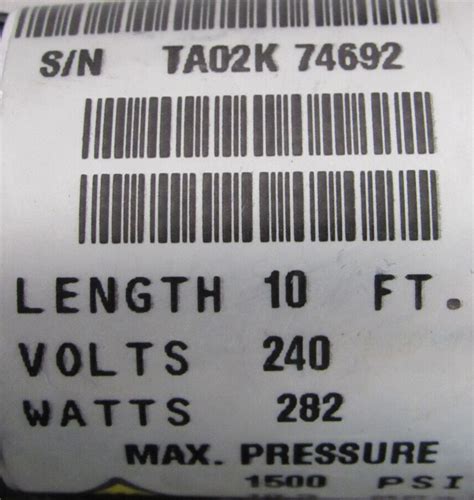 S/N TA02K 74692
LENGTH 10 FT.
VOLTS 240
WATTS 282
MAX. PRESSURE
1500 PSI